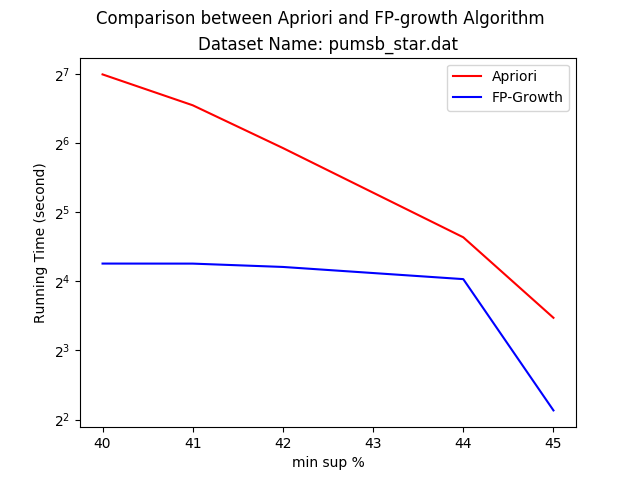 Comparison between Apriori and FP-growth Algorithm
Dataset Name: pumsb_star.dat
Apriori
FP-Growth
Running Time (second)
2^7
2^6
2^5
2^4
2^3
2^2
40 41 42 43 44 45
min sup %